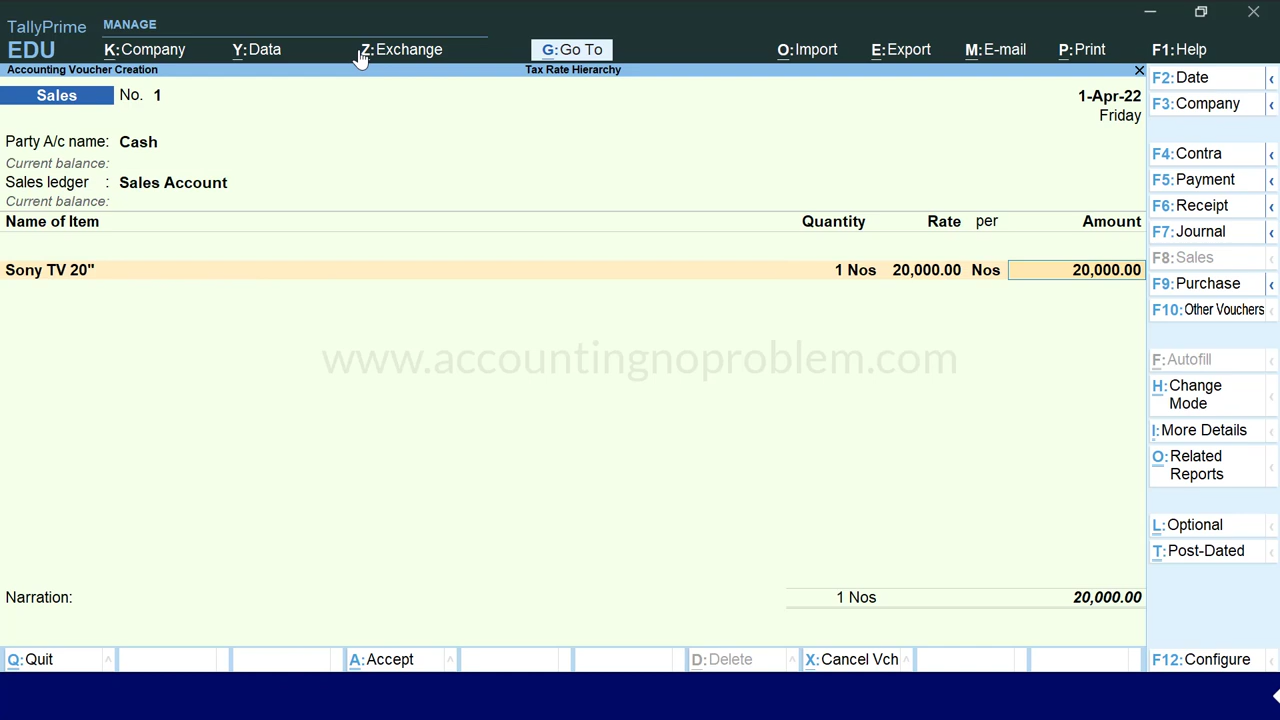 TallyPrime MANAGE
EDU K:Company Y:Data Z:Exchange G:Go To O:Import E:Export M:E-mail P:Print F1:Help
Accounting Voucher Creation Tax Rate Hierarchy
Sales No. 1 1-Apr-22
Friday
Party A/c name: Cash
Current balance:
Sales ledger : Sales Account
Current balance:
Name of Item Quantity Rate per Amount
Sony TV 20" 1 Nos 20,000.00 Nos 20,000.00
www.accountingnoproblem.com
Narration: 1 Nos 20,000.00
Q:Quit A:Accept D:Delete X:Cancel Vch
F2:Date
F3:Company
F4:Contra
F5:Payment
F6:Receipt
F7:Journal
F8:Sales
F9:Purchase
F10:Other Vouchers
F:Autofill
H:Change
Mode
I:More Details
O:Related
Reports
L:Optional
T:Post-Dated
F12:Configure